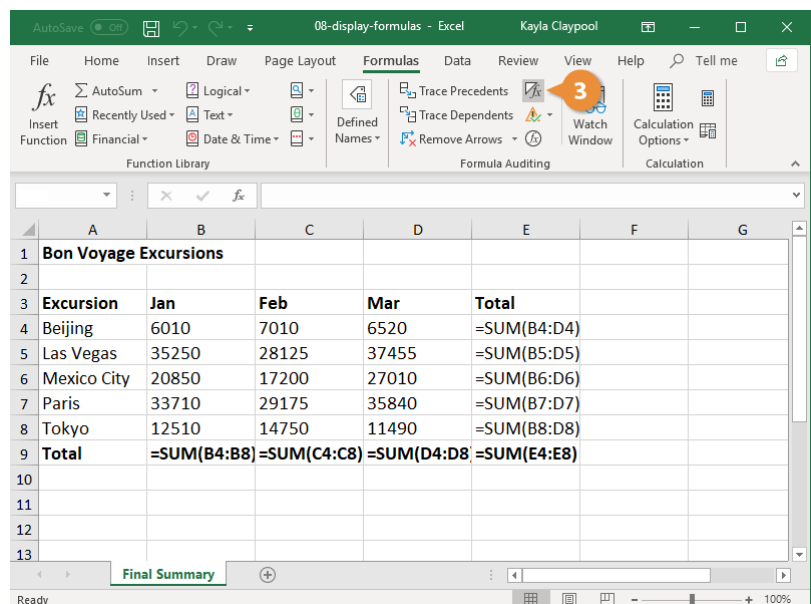 AutoSave Off 08-display-formulas - Excel Kayla Claypool
File Home Insert Draw Page Layout Formulas Data Review View Help Tell me
fx Insert Function
AutoSum
Recently Used
Financial
Logical
Text
Date & Time
Function Library
Defined Names
Trace Precedents
Trace Dependents
Remove Arrows
fx
3
fx
Watch Window
Formula Auditing
Calculation Options
Calculation
fx
A B C D E F G
1 Bon Voyage Excursions
2
3 Excursion Jan Feb Mar Total
4 Beijing 6010 7010 6520 =SUM(B4:D4)
5 Las Vegas 35250 28125 37455 =SUM(B5:D5)
6 Mexico City 20850 17200 27010 =SUM(B6:D6)
7 Paris 33710 29175 35840 =SUM(B7:D7)
8 Tokyo 12510 14750 11490 =SUM(B8:D8)
9 Total =SUM(B4:B8) =SUM(C4:C8) =SUM(D4:D8 =SUM(E4:E8)
10
11
12
13
Final Summary
Ready 100%